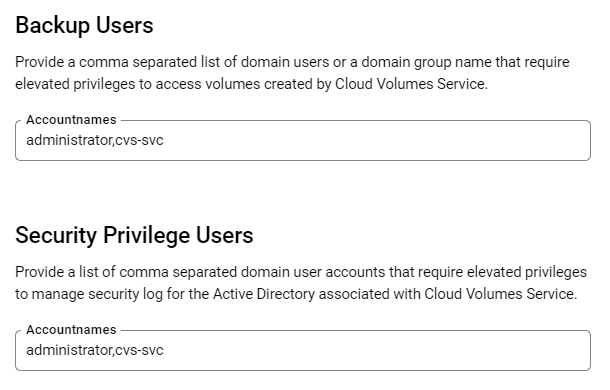 Backup Users
Provide a comma separated list of domain users or a domain group name that require
elevated privileges to access volumes created by Cloud Volumes Service.
Accountnames
administrator,cvs-svc
Security Privilege Users
Provide a list of comma separated domain user accounts that require elevated privileges
to manage security log for the Active Directory associated with Cloud Volumes Service.
Accountnames
administrator,cvs-svc